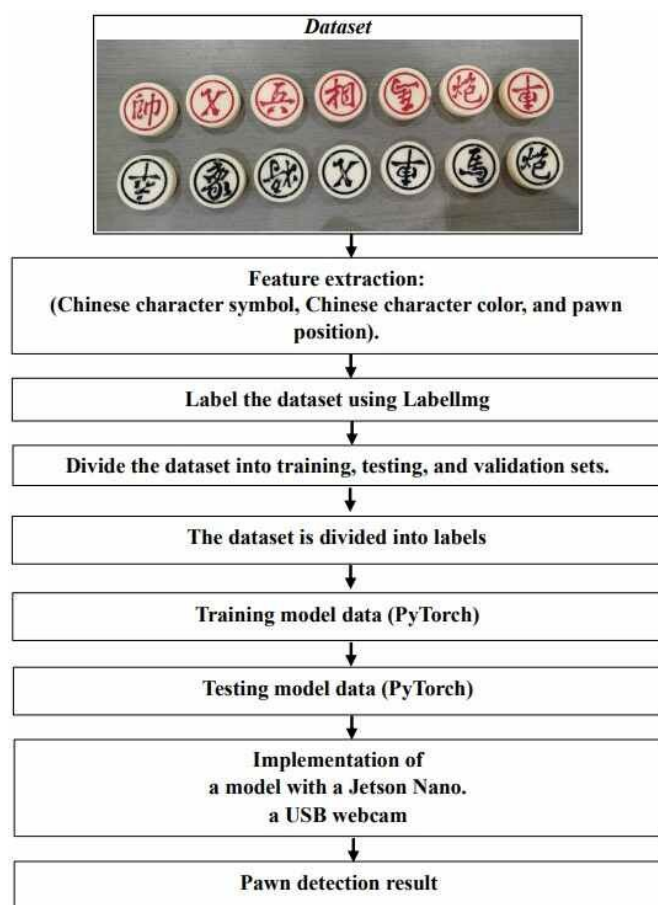 Dataset
帥 兵 相 炮 車
象 車 馬 炮
Feature extraction:
(Chinese character symbol, Chinese character color, and pawn
position).
Label the dataset using LabelImg
Divide the dataset into training, testing, and validation sets.
The dataset is divided into labels
Training model data (PyTorch)
Testing model data (PyTorch)
Implementation of
a model with a Jetson Nano.
a USB webcam
Pawn detection result